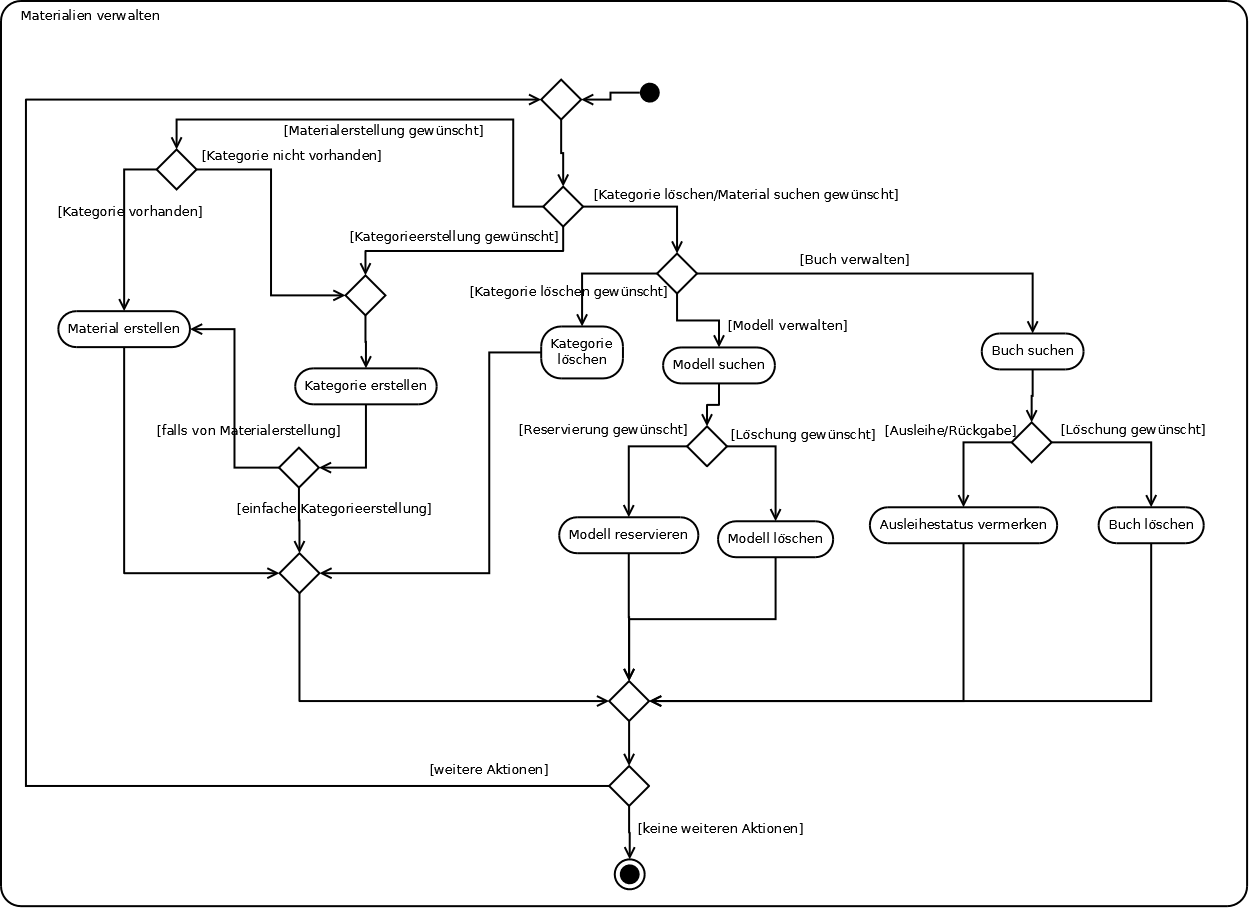 Materialien verwalten
[Materialerstellung gewünscht]
[Kategorie nicht vorhanden]
[Kategorie löschen/Material suchen gewünscht]
[Kategorie vorhanden]
[Kategorieerstellung gewünscht]
[Buch verwalten]
[Kategorie löschen gewünscht]
[Modell verwalten]
Material erstellen
Kategorie
löschen
Buch suchen
Modell suchen
Kategorie erstellen
[falls von Materialerstellung]
[Reservierung gewünscht]
[Löschung gewünscht]
[Ausleihe/Rückgabe]
[Löschung gewünscht]
[einfache Kategorieerstellung]
Modell reservieren
Modell löschen
Ausleihestatus vermerken
Buch löschen
[weitere Aktionen]
[keine weiteren Aktionen]